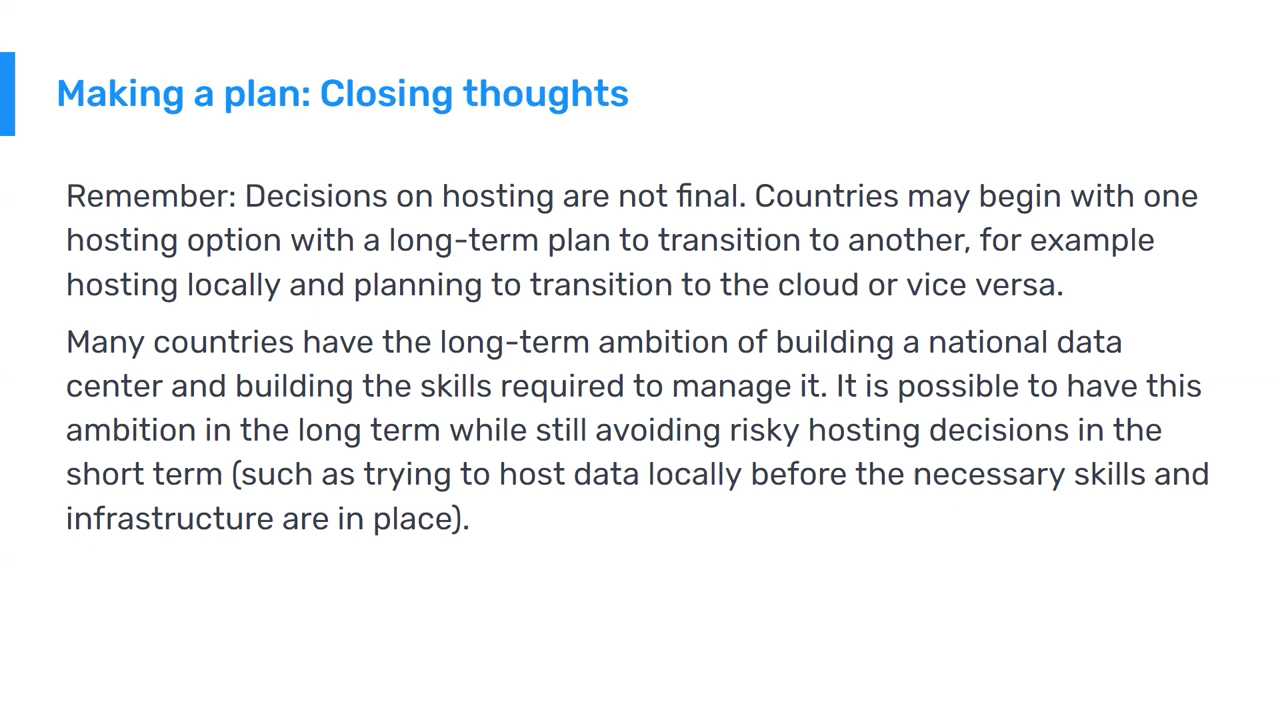 Making a plan: Closing thoughts
Remember: Decisions on hosting are not final. Countries may begin with one
hosting option with a long-term plan to transition to another, for example
hosting locally and planning to transition to the cloud or vice versa.
Many countries have the long-term ambition of building a national data
center and building the skills required to manage it. It is possible to have this
ambition in the long term while still avoiding risky hosting decisions in the
short term (such as trying to host data locally before the necessary skills and
infrastructure are in place).